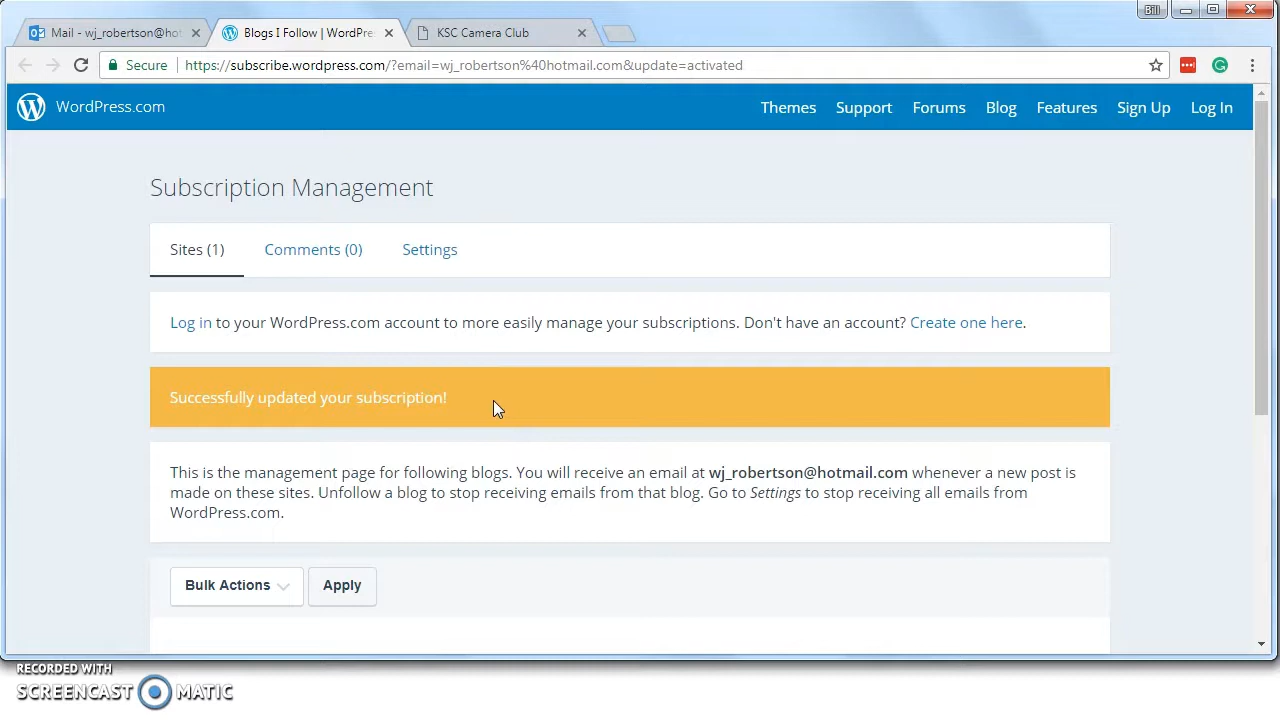 Bill
Mail - wj_robertson@hot
Blogs I Follow | WordPre
KSC Camera Club
Secure
https://subscribe.wordpress.com/?email=wj_robertson%40hotmail.com&update=activated
WordPress.com
Themes Support Forums Blog Features Sign Up Log In
Subscription Management
Sites (1) Comments (0) Settings
Log in to your WordPress.com account to more easily manage your subscriptions. Don't have an account? Create one here.
Successfully updated your subscription!
This is the management page for following blogs. You will receive an email at wj_robertson@hotmail.com whenever a new post is
made on these sites. Unfollow a blog to stop receiving emails from that blog. Go to Settings to stop receiving all emails from
WordPress.com.
Bulk Actions Apply
RECORDED WITH
SCREENCAST MATIC